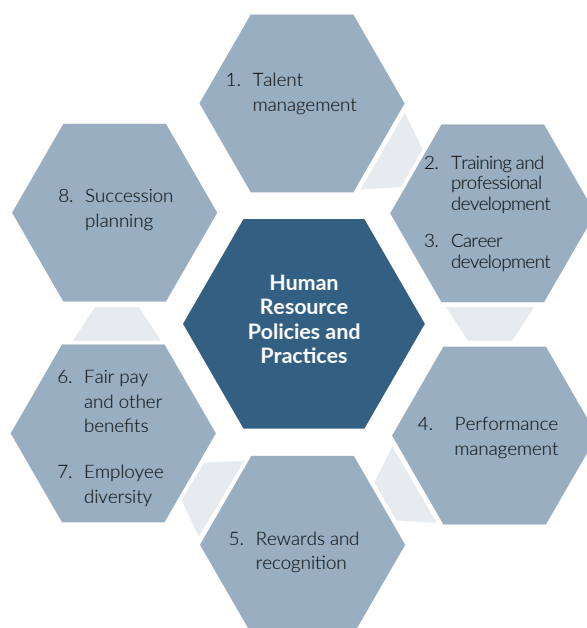 1. Talent
management
2. Training and
professional
development
3. Career
development
8. Succession
planning
Human
Resource
Policies and
Practices
6. Fair pay
and other
benefits
7. Employee
diversity
4. Performance
management
5. Rewards and
recognition